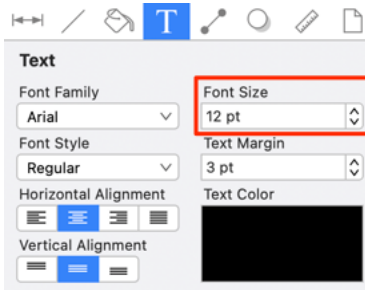 T
Text
Font Family Font Size
Arial 12 pt
Font Style Text Margin
Regular 3 pt
Horizontal Alignment Text Color
Vertical Alignment